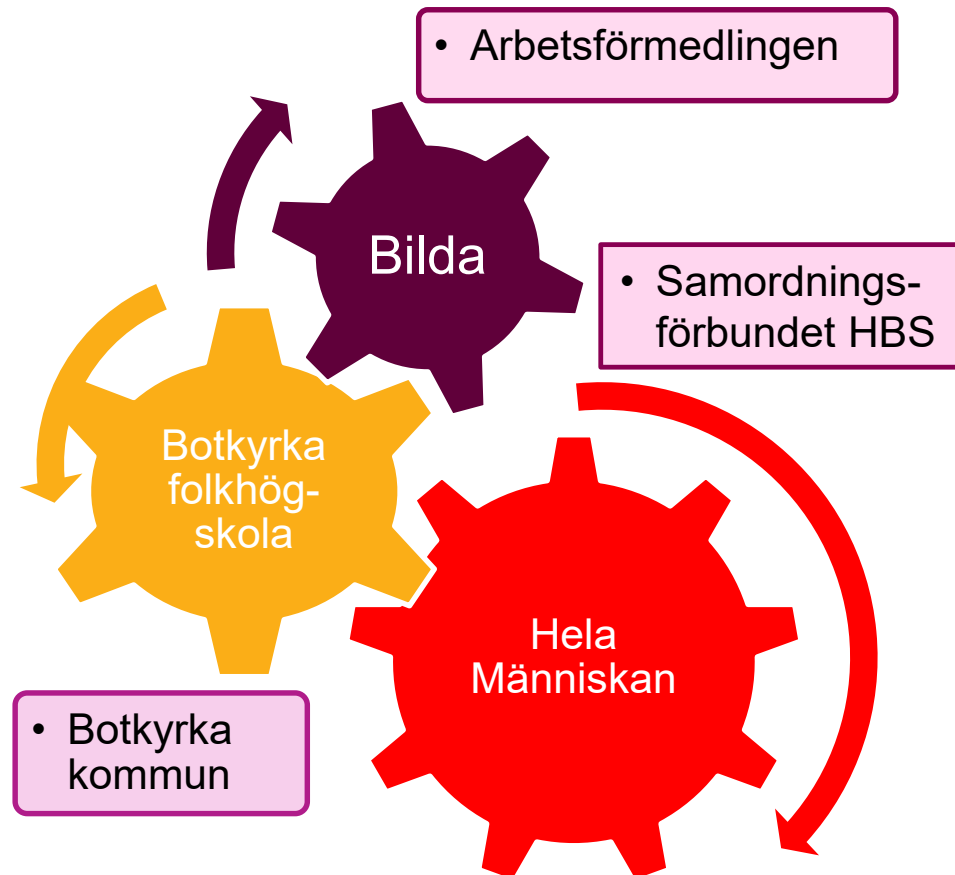 • Arbetsförmedlingen
Bilda
• Samordnings-
förbundet HBS
Botkyrka
folkhög-
skola
Hela
Människan
• Botkyrka
kommun